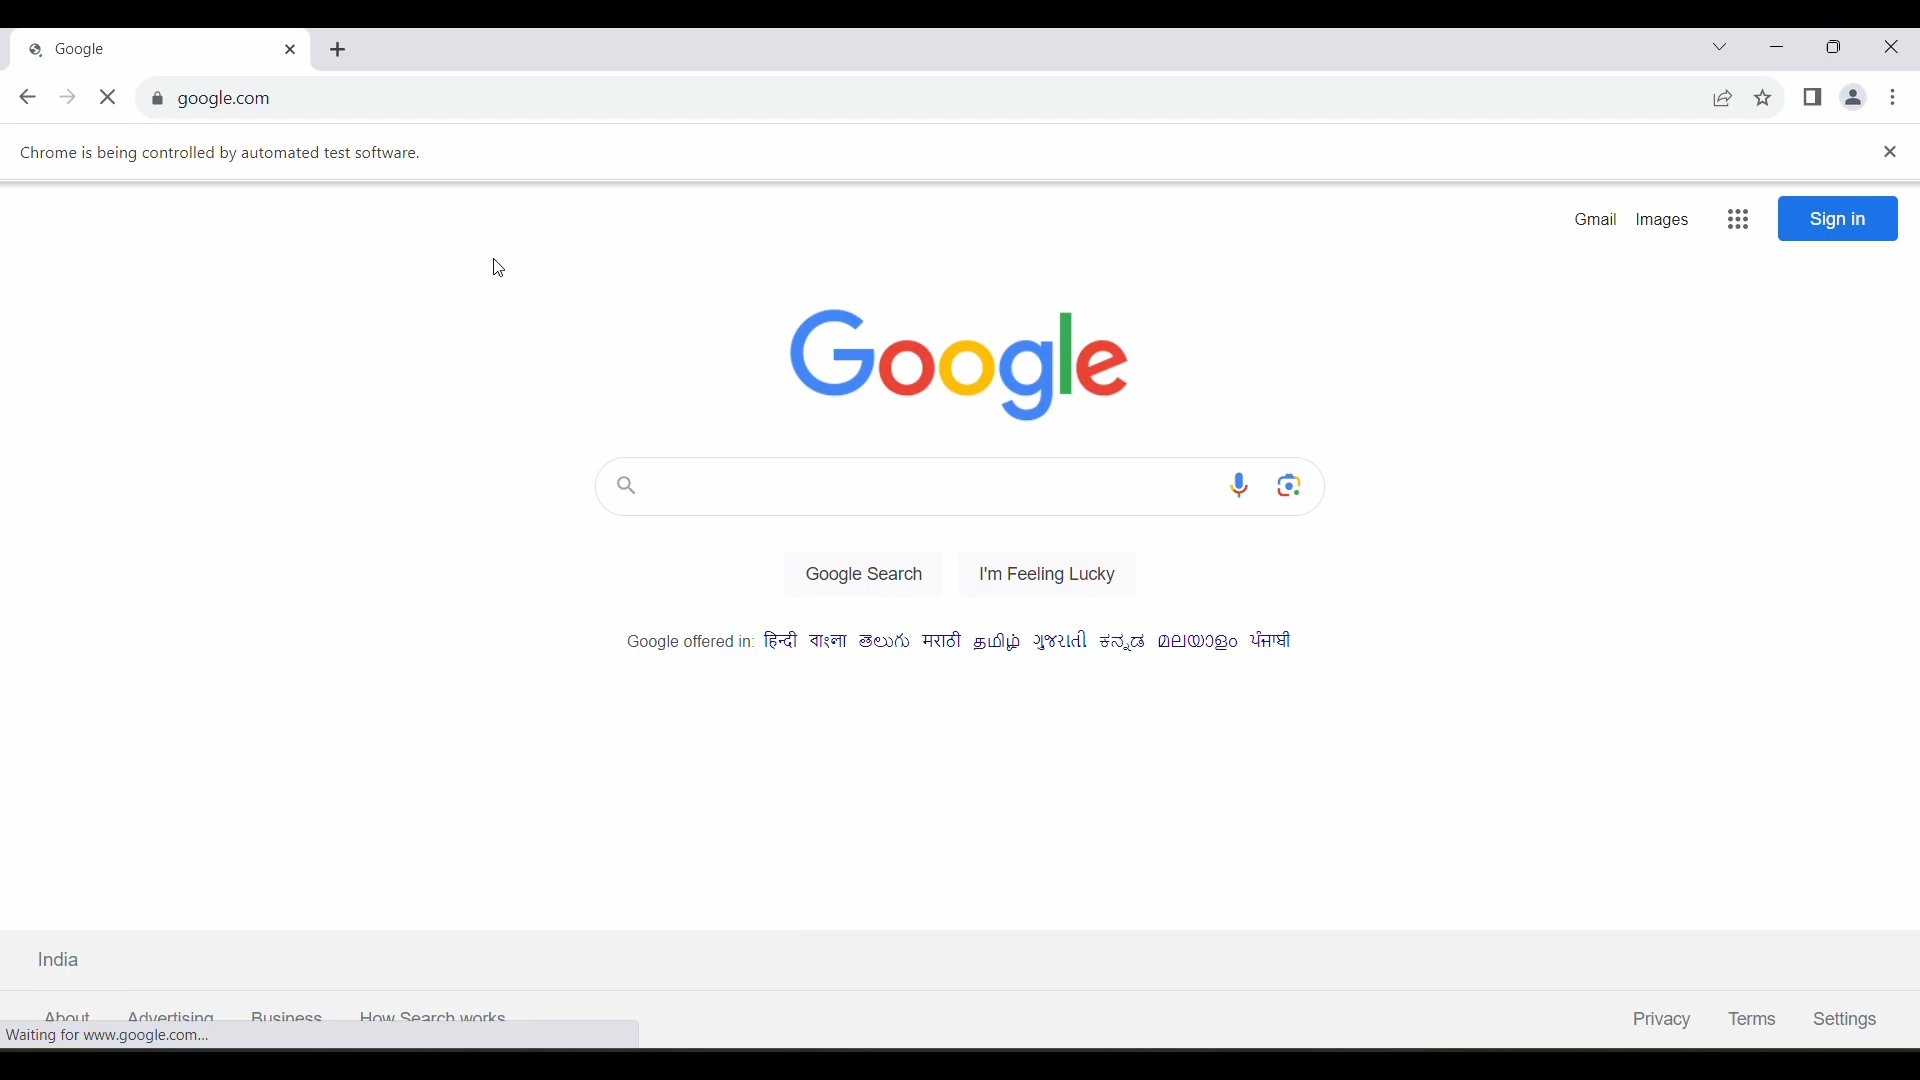 Google
google.com
Chrome is being controlled by automated test software.
Gmail Images Sign in
Google
Google Search I'm Feeling Lucky
Google offered in: हिन्दी বাংলা తెలుగు मराठी தமிழ் ગુજરાતી ಕನ್ನಡ മലയാളം ਪੰਜਾਬੀ
India
About Advertising Business How Search works Privacy Terms Settings
Waiting for www.google.com...